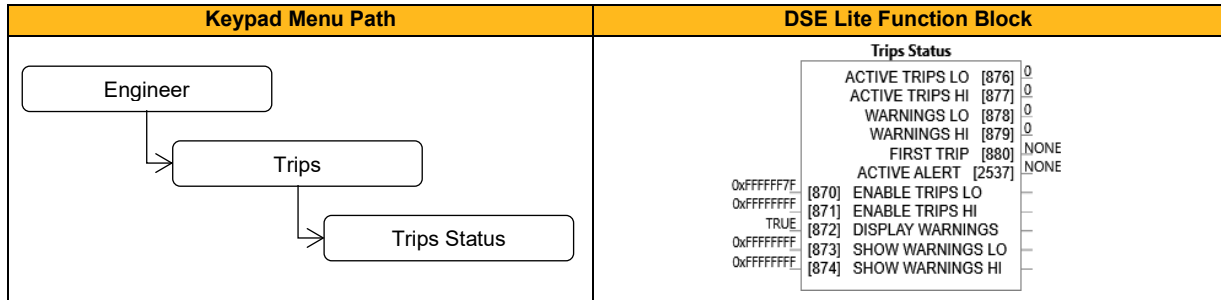 Keypad Menu Path
DSE Lite Function Block
Engineer
Trips
Trips Status
Trips Status
ACTIVE TRIPS LO [876] 0
ACTIVE TRIPS HI [877] 0
WARNINGS LO [878] 0
WARNINGS HI [879] 0
FIRST TRIP [880] NONE
ACTIVE ALERT [2537] NONE
0xFFFFFF7F [870] ENABLE TRIPS LO
0xFFFFFFFF [871] ENABLE TRIPS HI
TRUE [872] DISPLAY WARNINGS
0xFFFFFFFF [873] SHOW WARNINGS LO
0xFFFFFFFF [874] SHOW WARNINGS HI